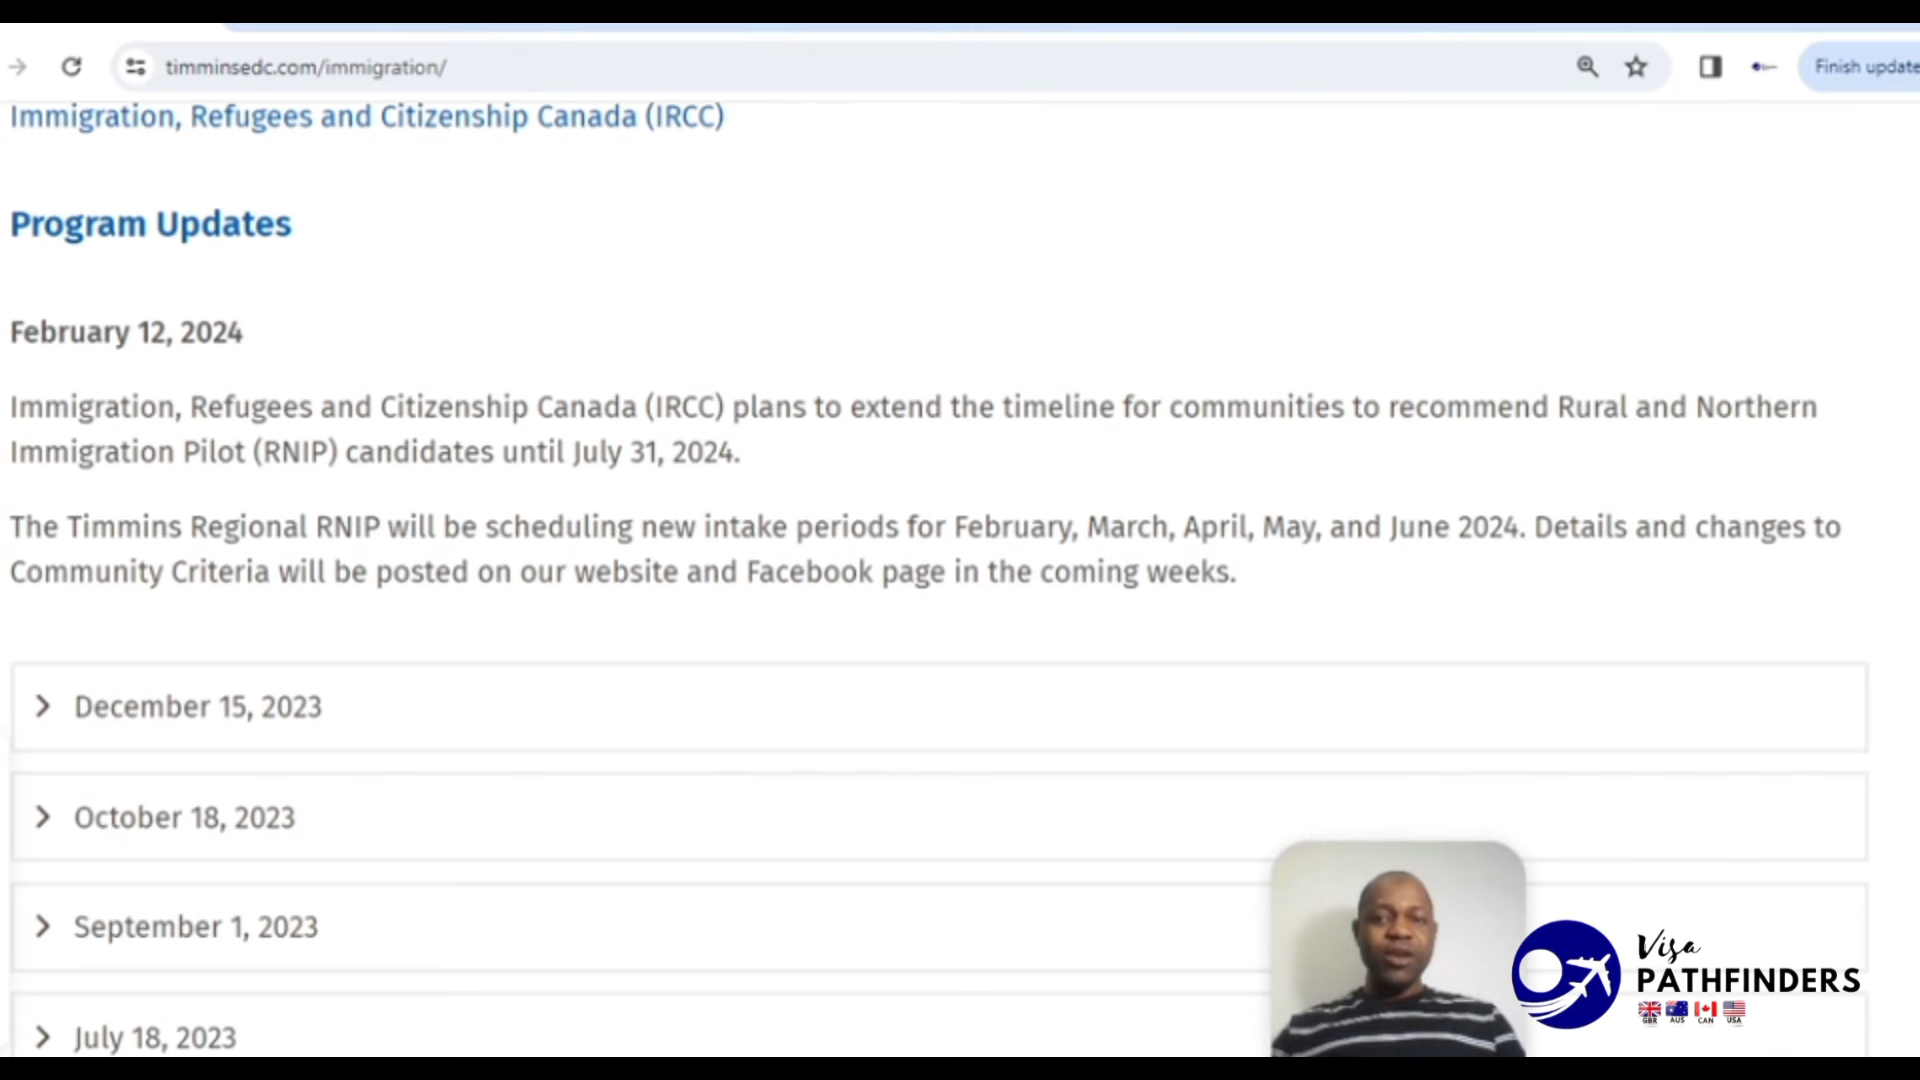 timminsedc.com/immigration/
Finish update
Immigration, Refugees and Citizenship Canada (IRCC)
Program Updates
February 12, 2024
Immigration, Refugees and Citizenship Canada (IRCC) plans to extend the timeline for communities to recommend Rural and Northern
Immigration Pilot (RNIP) candidates until July 31, 2024.
The Timmins Regional RNIP will be scheduling new intake periods for February, March, April, May, and June 2024. Details and changes to
Community Criteria will be posted on our website and Facebook page in the coming weeks.
December 15, 2023
October 18, 2023
September 1, 2023
July 18, 2023
Visa
PATHFINDERS
GBR AUS CAN USA